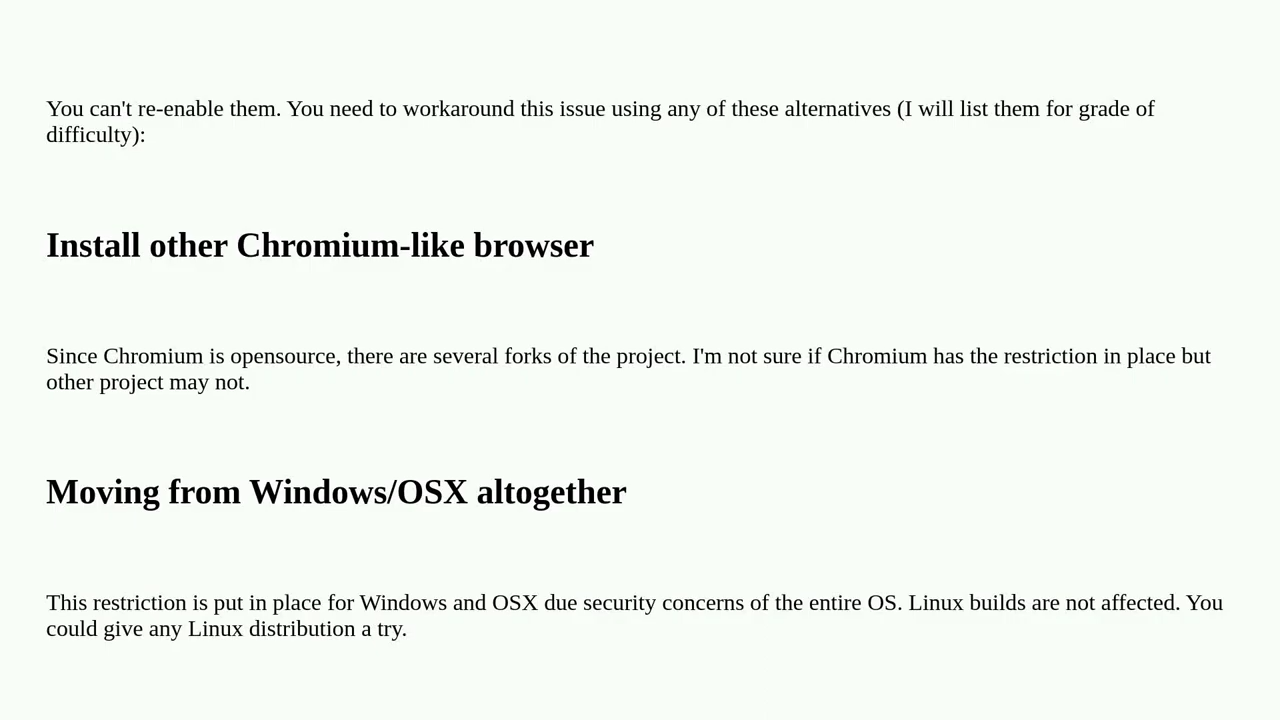 You can't re-enable them. You need to workaround this issue using any of these alternatives (I will list them for grade of
difficulty):
Install other Chromium-like browser
Since Chromium is opensource, there are several forks of the project. I'm not sure if Chromium has the restriction in place but
other project may not.
Moving from Windows/OSX altogether
This restriction is put in place for Windows and OSX due security concerns of the entire OS. Linux builds are not affected. You
could give any Linux distribution a try.